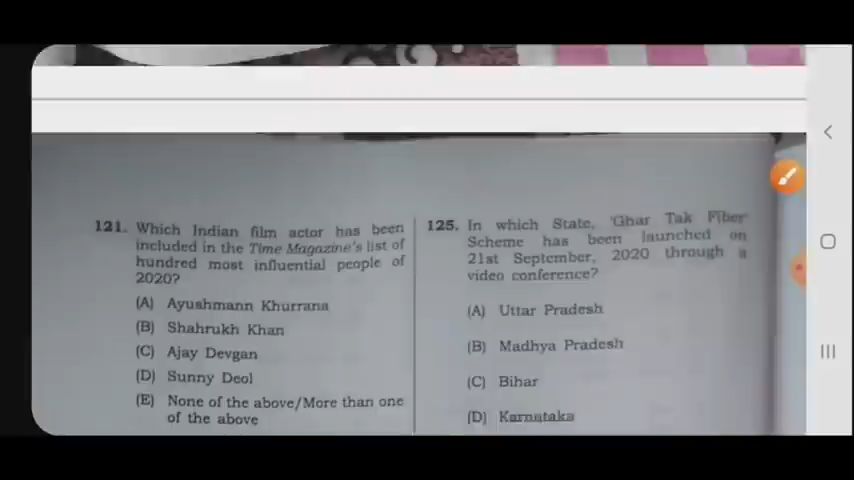 121. Which Indian film actor has been
included in the Time Magazine's list of
hundred most influential people of
2020?
(A) Ayushmann Khurrana
(B) Shahrukh Khan
(C) Ajay Devgan
(D) Sunny Deol
(E) None of the above/More than one
of the above
125. In which State, 'Ghar Tak Fiber
Scheme has been launched on
21st September, 2020 through a
video conference?
(A) Uttar Pradesh
(B) Madhya Pradesh
(C) Bihar
(D) Karnataka